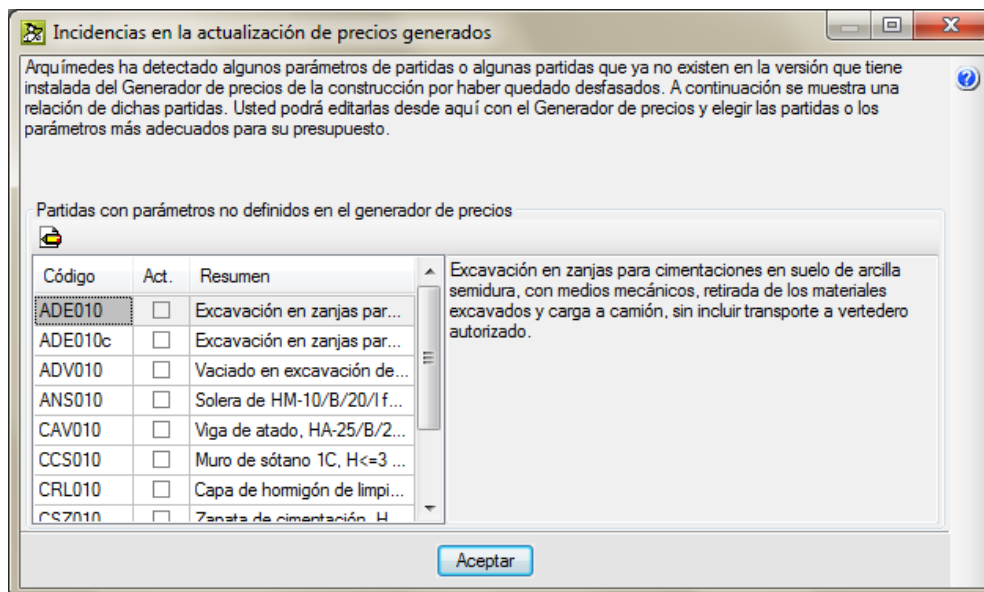 Incidencias en la actualización de precios generados
Arquímedes ha detectado algunos parámetros de partidas o algunas partidas que ya no existen en la versión que tiene
instalada del Generador de precios de la construcción por haber quedado desfasados. A continuación se muestra una
relación de dichas partidas. Usted podrá editarlas desde aquí con el Generador de precios y elegir las partidas o los
parámetros más adecuados para su presupuesto.
Partidas con parámetros no definidos en el generador de precios
Código Act. Resumen
ADE010 Excavación en zanjas par...
ADE010c Excavación en zanjas par...
ADV010 Vaciado en excavación de...
ANS010 Solera de HM-10/B/20/I f...
CAV010 Viga de atado, HA-25/B/2...
CCS010 Muro de sótano 1C, H<=3 ...
CRL010 Capa de hormigón de limpi...
CSZ010 Zapata de cimentación, H
Excavación en zanjas para cimentaciones en suelo de arcilla
semidura, con medios mecánicos, retirada de los materiales
excavados y carga a camión, sin incluir transporte a vertedero
autorizado.
Aceptar